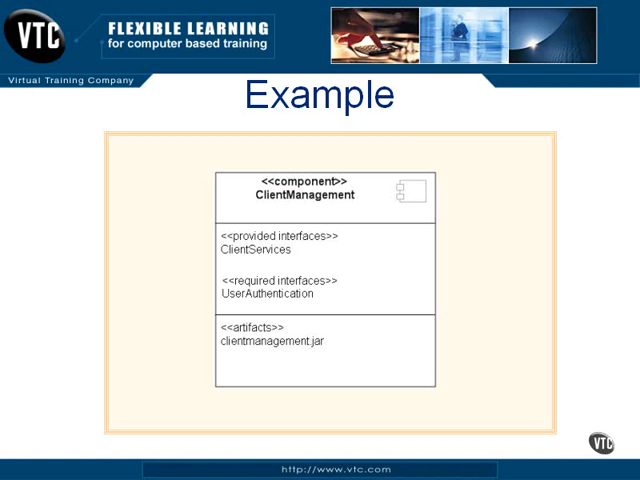 VTC
FLEXIBLE LEARNING
for computer based training
Virtual Training Company
Example
<<component>>
ClientManagement
<<provided interfaces>>
ClientServices
<<required interfaces>>
UserAuthentication
<<artifacts>>
clientmanagement.jar
VTC
http://www.vtc.com